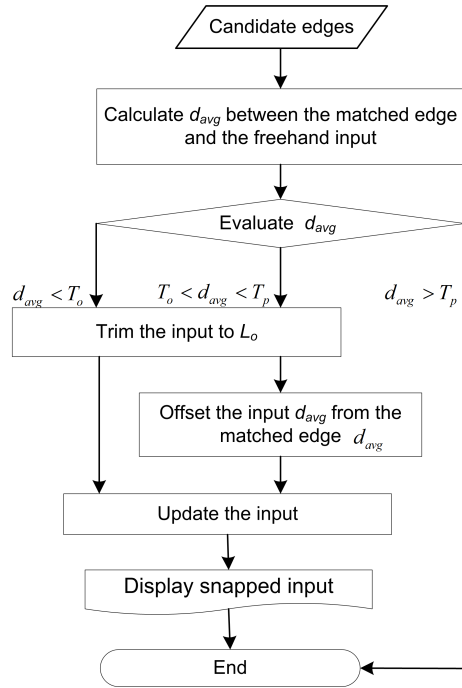 Candidate edges
Calculate d_avg between the matched edge
and the freehand input
Evaluate d_avg
d_avg < T_o
T_o < d_avg < T_p
d_avg > T_p
Trim the input to L_o
Offset the input d_avg from the
matched edge d_avg
Update the input
Display snapped input
End